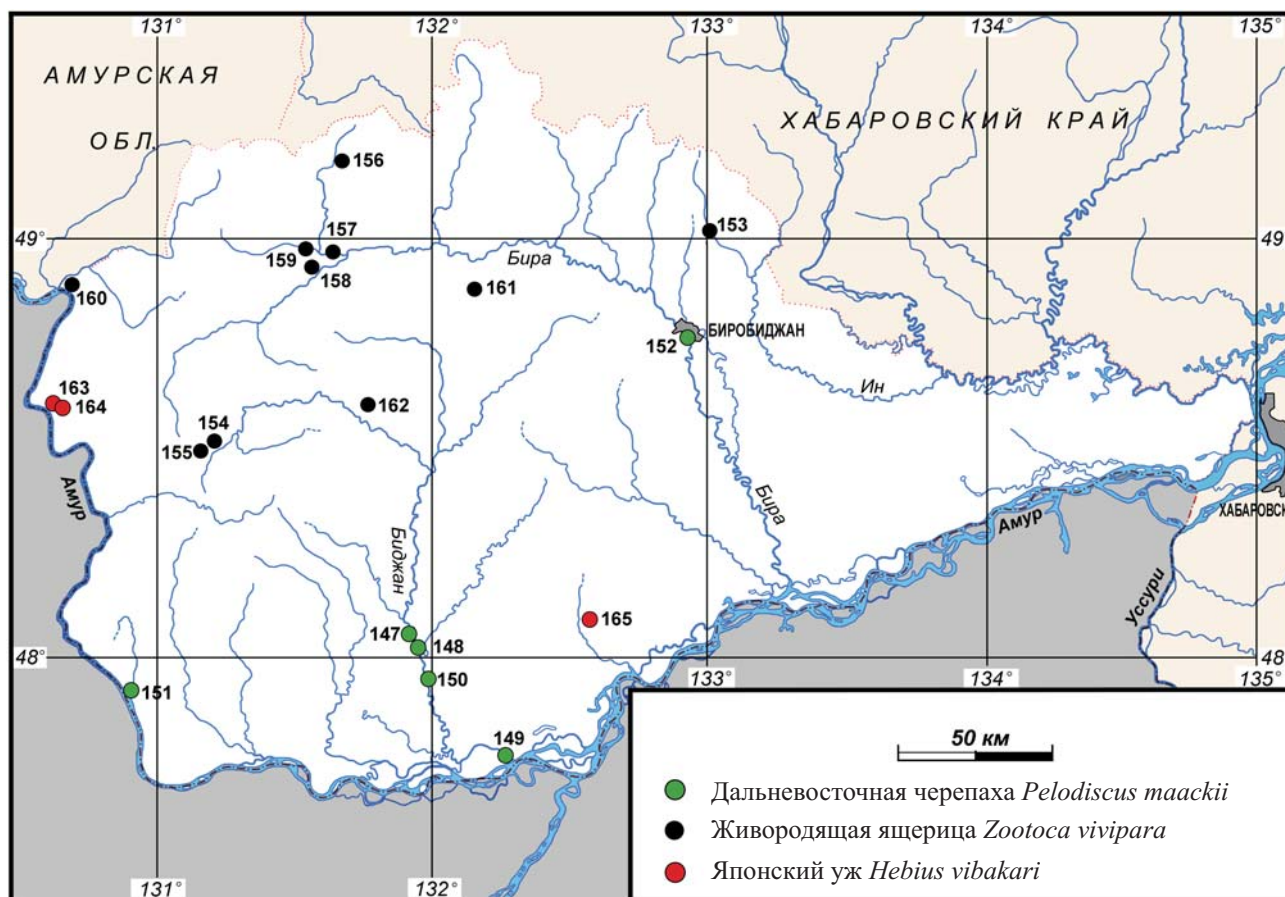 131°
132°
133°
134°
135°
АМУРСКАЯ
ОБЛ.
ХАБАРОВСКИЙ КРАЙ
156
153
49°
49
157
159
158
Бира
160
161
152
БИРОБИДЖАН
Ин
163
164
162
154
155
Амур
Бира
Биджан
Амур
ХАБАРОВСК
Уссури
165
147
148
48°
48
150
151
149
50 км
Дальневосточная черепаха Pelodiscus maackii
Живородящая ящерица Zootoca vivipara
Японский уж Hebius vibakari
131°
132°
133°
134°
135°